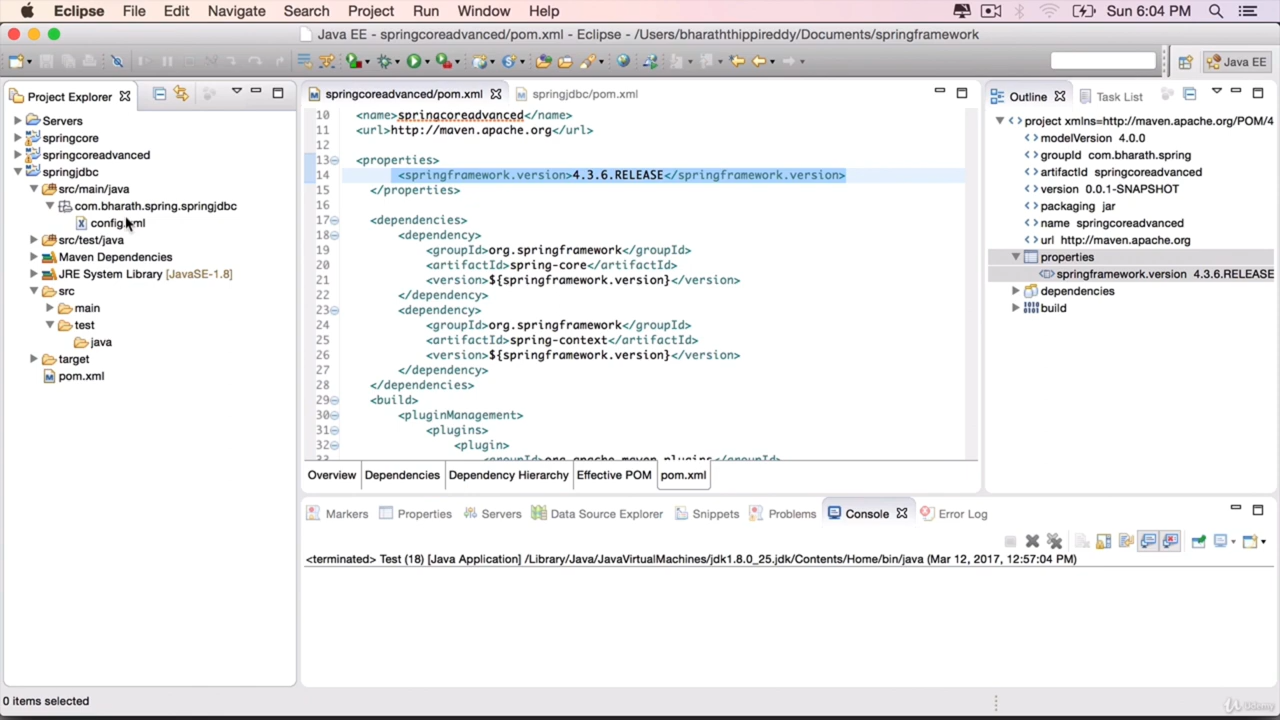 Eclipse File Edit Navigate Search Project Run Window Help Sun 6:04 PM
Java EE - springcoreadvanced/pom.xml - Eclipse - /Users/bharaththippireddy/Documents/springframework
Java EE
Project Explorer
Servers
springcore
springcoreadvanced
springjdbc
src/main/java
com.bharath.spring.springjdbc
config.xml
src/test/java
Maven Dependencies
JRE System Library [JavaSE-1.8]
src
main
test
java
target
pom.xml
springcoreadvanced/pom.xml springjdbc/pom.xml
10 <name>springcoreadvanced</name>
11 <url>http://maven.apache.org</url>
12
13 <properties>
14 <springframework.version>4.3.6.RELEASE</springframework.version>
15 </properties>
16
17 <dependencies>
18 <dependency>
19 <groupId>org.springframework</groupId>
20 <artifactId>spring-core</artifactId>
21 <version>${springframework.version}</version>
22 </dependency>
23 <dependency>
24 <groupId>org.springframework</groupId>
25 <artifactId>spring-context</artifactId>
26 <version>${springframework.version}</version>
27 </dependency>
28 </dependencies>
29 <build>
30 <pluginManagement>
31 <plugins>
32 <plugin>
33 <groupId>org.apache.maven.plugins</groupId>
Overview Dependencies Dependency Hierarchy Effective POM pom.xml
Outline Task List
project xmlns=http://maven.apache.org/POM/4
modelVersion 4.0.0
groupId com.bharath.spring
artifactId springcoreadvanced
version 0.0.1-SNAPSHOT
packaging jar
name springcoreadvanced
url http://maven.apache.org
properties
springframework.version 4.3.6.RELEASE
dependencies
build
Markers Properties Servers Data Source Explorer Snippets Problems Console Error Log
<terminated> Test (18) [Java Application] /Library/Java/JavaVirtualMachines/jdk1.8.0_25.jdk/Contents/Home/bin/java (Mar 12, 2017, 12:57:04 PM)
0 items selected
Udemy